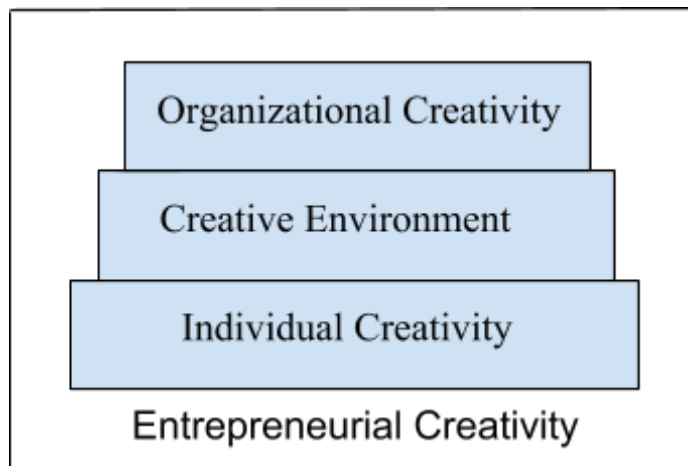 Organizational Creativity
Creative Environment
Individual Creativity
Entrepreneurial Creativity